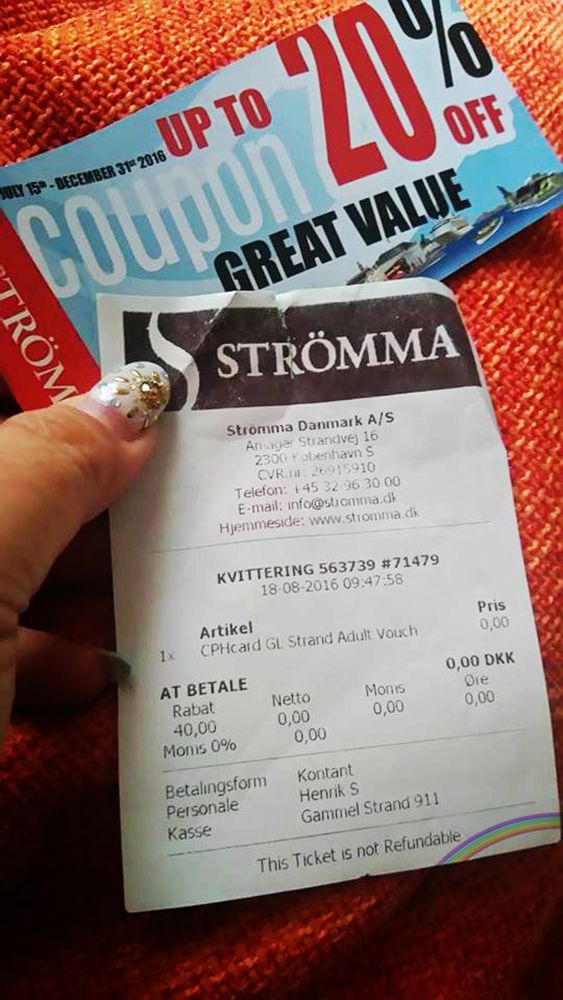 UP TO 20% OFF
JULY 15th - DECEMBER 31st 2016
coupon
GREAT VALUE
STRÖM
STRÖMMA
Strömma Danmark A/S
Amager Strandvej 16
2300 København S
CVR.nr: 26915910
Telefon: +45 32 96 30 00
E-mail: info@stromma.dk
Hjemmeside: www.stromma.dk
KVITTERING 563739 #71479
18-08-2016 09:47:58
Artikel Pris
1x CPHcard GL Strand Adult Vouch 0,00
AT BETALE 0,00 DKK
Rabat Netto Moms Øre
40,00 0,00 0,00 0,00
Moms 0% 0,00
Betalingsform Kontant
Personale Henrik S
Kasse Gammel Strand 911
This Ticket is not Refundable